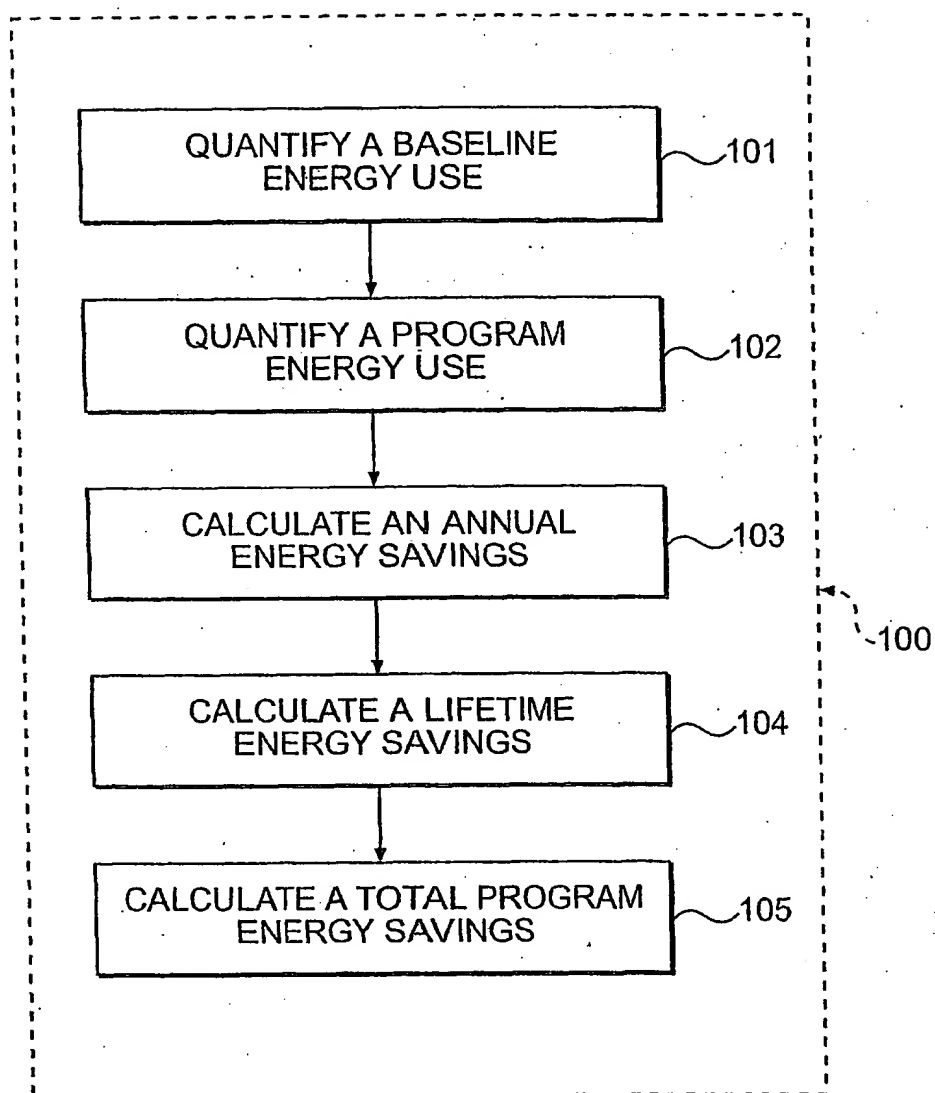 QUANTIFY A BASELINE
ENERGY USE
101
QUANTIFY A PROGRAM
ENERGY USE
102
CALCULATE AN ANNUAL
ENERGY SAVINGS
103
100
CALCULATE A LIFETIME
ENERGY SAVINGS
104
CALCULATE A TOTAL PROGRAM
ENERGY SAVINGS
105